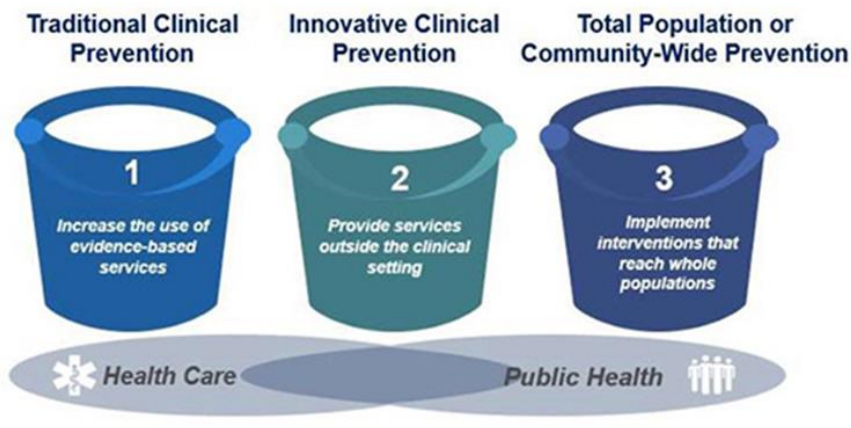 Traditional Clinical
Prevention
Innovative Clinical
Prevention
Total Population or
Community-Wide Prevention
1
Increase the use of
evidence-based
services
2
Provide services
outside the clinical
setting
3
Implement
interventions that
reach whole
populations
Health Care
Public Health